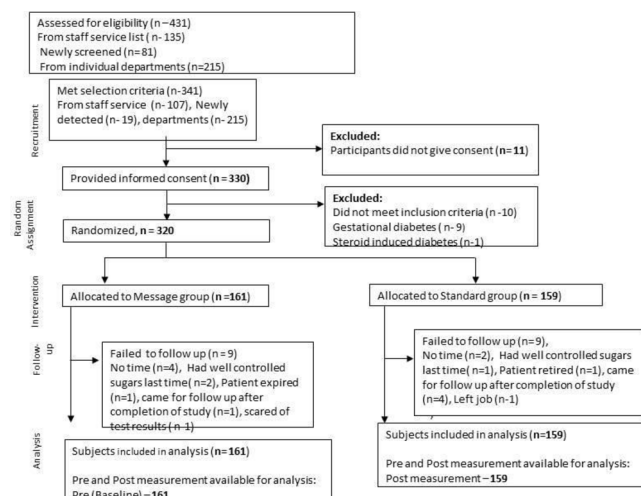 Assessed for eligibility (n–431)
From staff service list (n- 135)
Newly screened (n=81)
From individual departments (n=215)
Met selection criteria (n-341)
From staff service (n-107), Newly
detected (n-19), departments (n-215)
Recruitment
Excluded:
Participants did not give consent (n=11)
Provided informed consent (n=330)
Excluded:
Did not meet inclusion criteria (n -10)
Gestational diabetes ( n- 9)
Steroid induced diabetes (n-1)
Random
Assignment
Randomized, n = 320
Intervention
Allocated to Message group (n =161)
Allocated to Standard group (n = 159)
Follow-
up
Failed to follow up (n = 9)
No time (n=4), Had well controlled
sugars last time( n=2), Patient expired
(n=1), came for follow up after
completion of study (n=1), scared of
test results ( n-1)
Failed to follow up (n=9),
No time (n=2), Had well controlled sugars
last time (n=1), Patient retired (n=1), came
for follow up after completion of study
(n=4), Left job (n-1)
Analysis
Subjects included in analysis (n=161)
Pre and Post measurement available for analysis:
Pre (Baseline) –161
Subjects included in analysis (n=159)
Pre and Post measurement available for analysis:
Post measurement –159